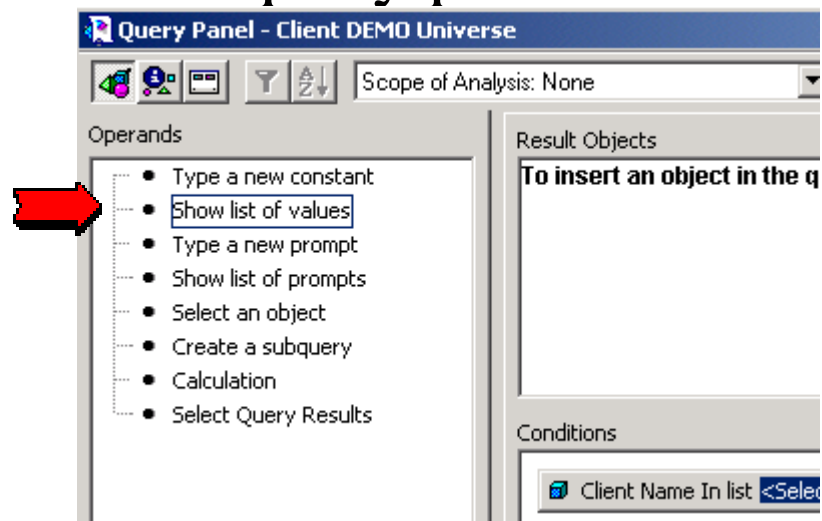 Query Panel - Client DEMO Universe
Scope of Analysis: None
Operands
Type a new constant
Show list of values
Type a new prompt
Show list of prompts
Select an object
Create a subquery
Calculation
Select Query Results
Result Objects
To insert an object in the q
Conditions
Client Name In list <Selec